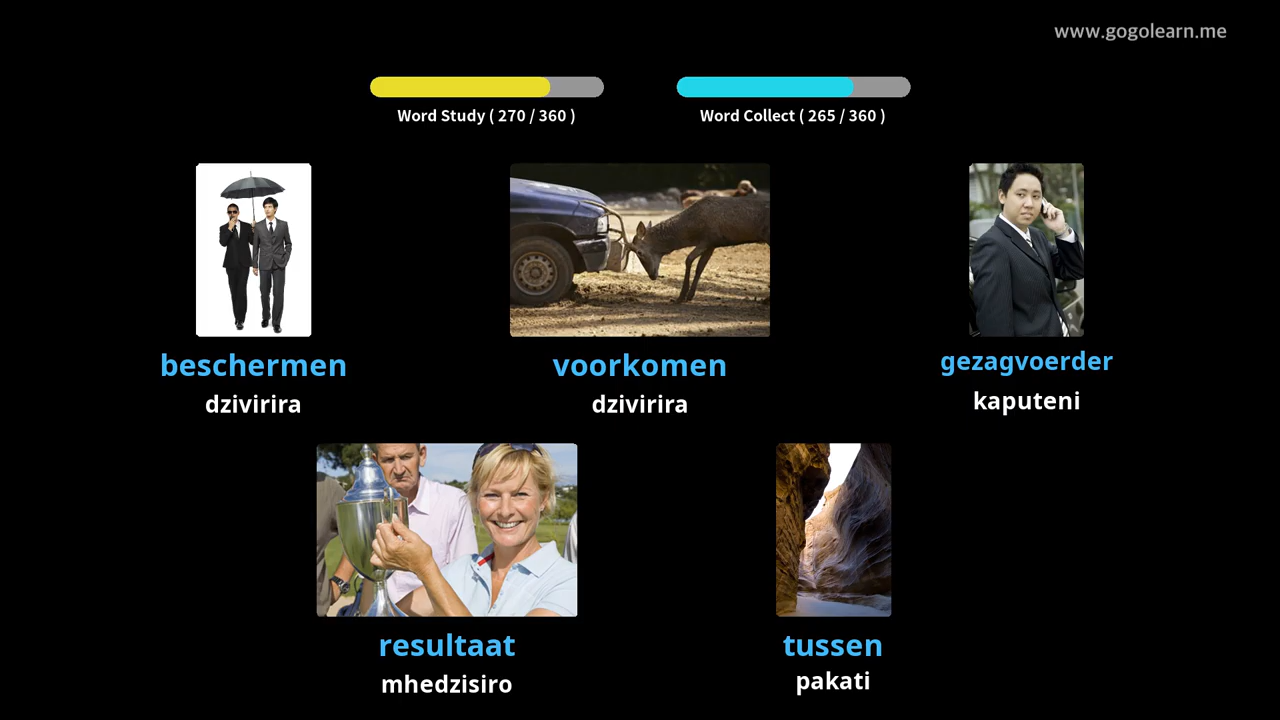 www.gogolearn.me
Word Study ( 270 / 360 )
Word Collect ( 265 / 360 )
beschermen
dzivirira
voorkomen
dzivirira
gezagvoerder
kaputeni
resultaat
mhedzisiro
tussen
pakati